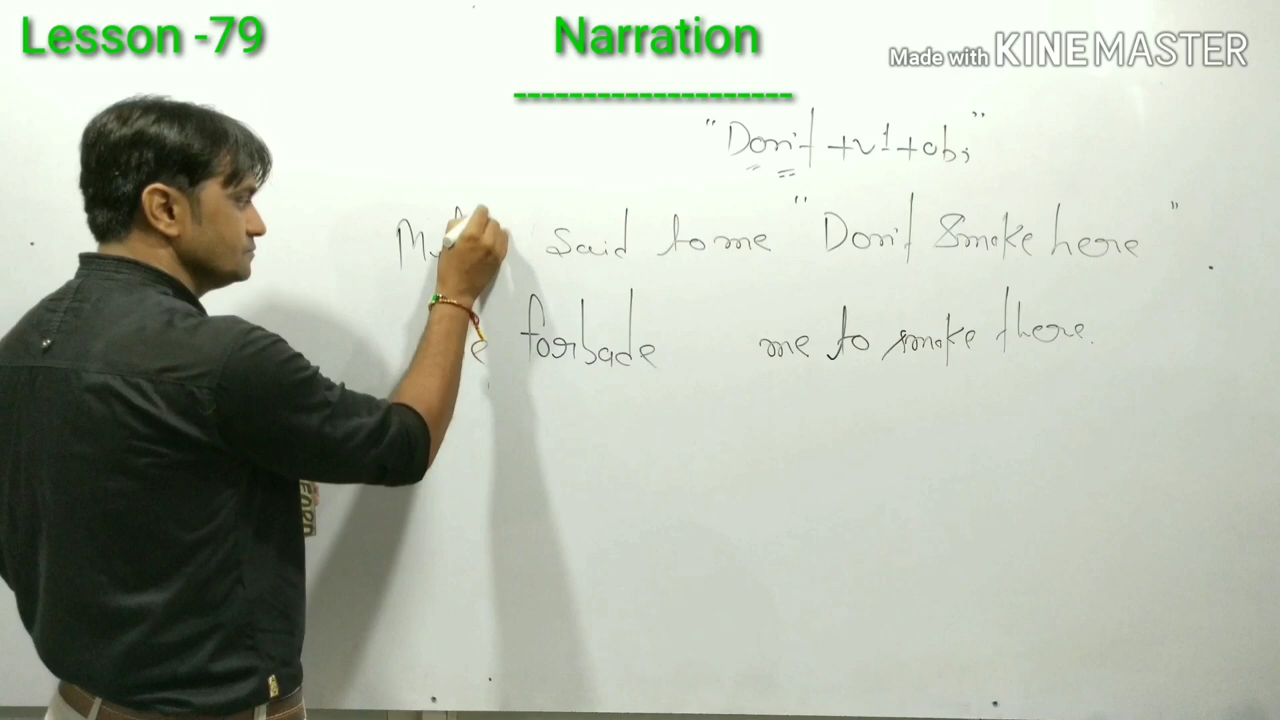 Lesson -79
Narration
Made with KINEMASTER
"Don't + v1 + obj"
My said to me "Don't Smoke here"
forbade me to smoke there.